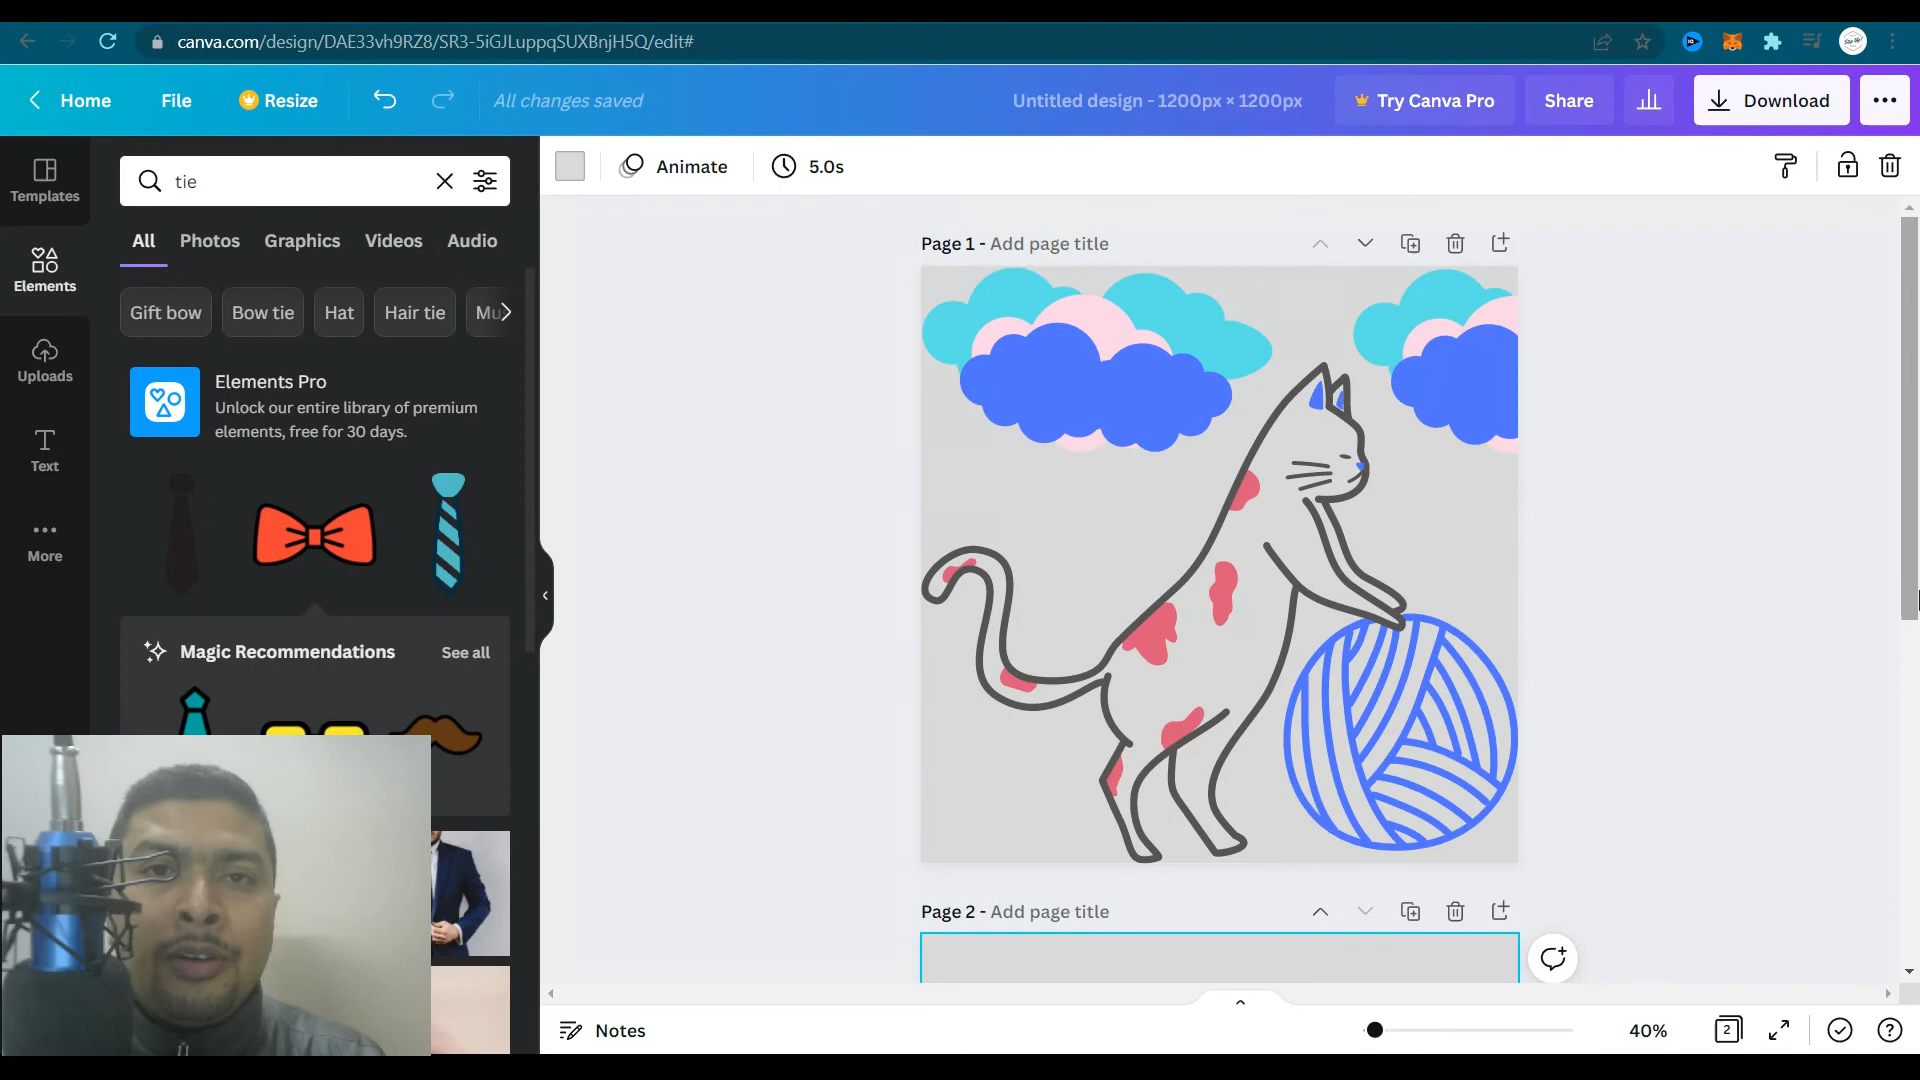 canva.com/design/DAE33vh9RZ8/SR3-5iGJLuppqSUXBnjH5Q/edit#
Home
File
Resize
All changes saved
Untitled design - 1200px × 1200px
Try Canva Pro
Share
Download
Templates
Elements
Uploads
Text
More
tie
All
Photos
Graphics
Videos
Audio
Gift bow
Bow tie
Hat
Hair tie
Mu
Elements Pro
Unlock our entire library of premium
elements, free for 30 days.
Magic Recommendations
See all
Animate
5.0s
Page 1 - Add page title
Page 2 - Add page title
Notes
40%
2